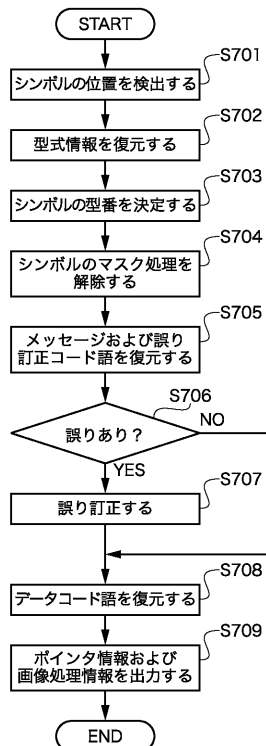 START
S701
シンボルの位置を検出する
S702
型式情報を復元する
S703
シンボルの型番を決定する
S704
シンボルのマスク処理を
解除する
S705
メッセージおよび誤り
訂正コード語を復元する
S706
誤りあり？
NO
YES
S707
誤り訂正する
S708
データコード語を復元する
S709
ポインタ情報および
画像処理情報を出力する
END